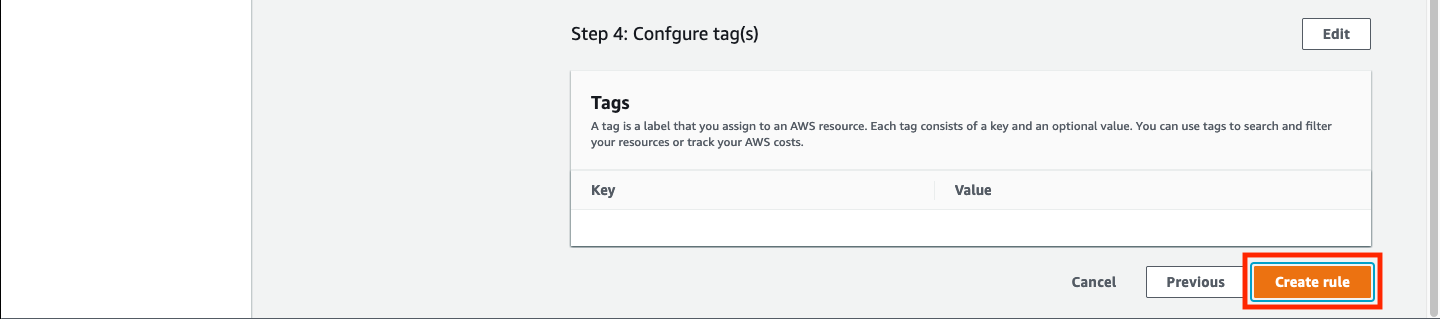 Step 4: Confgure tag(s)
Edit
Tags
A tag is a label that you assign to an AWS resource. Each tag consists of a key and an optional value. You can use tags to search and filter
your resources or track your AWS costs.
Key Value
Cancel Previous Create rule